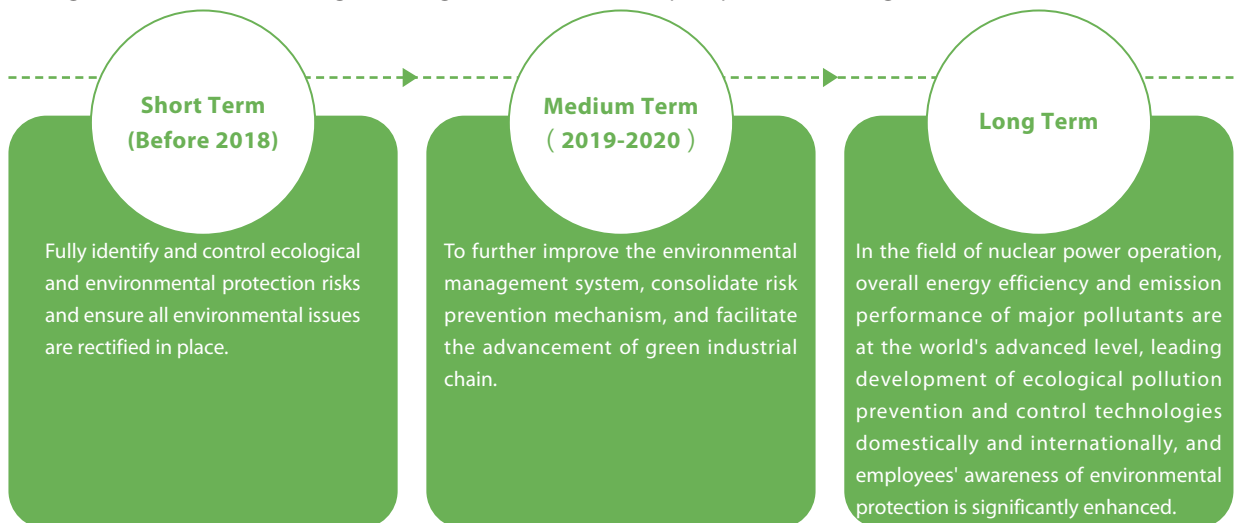 Short Term
(Before 2018)
Fully identify and control ecological
and environmental protection risks
and ensure all environmental issues
are rectified in place.
Medium Term
( 2019-2020 )
To further improve the environmental
management system, consolidate risk
prevention mechanism, and facilitate
the advancement of green industrial
chain.
Long Term
In the field of nuclear power operation,
overall energy efficiency and emission
performance of major pollutants are
at the world's advanced level, leading
development of ecological pollution
prevention and control technologies
domestically and internationally, and
employees' awareness of environmental
protection is significantly enhanced.